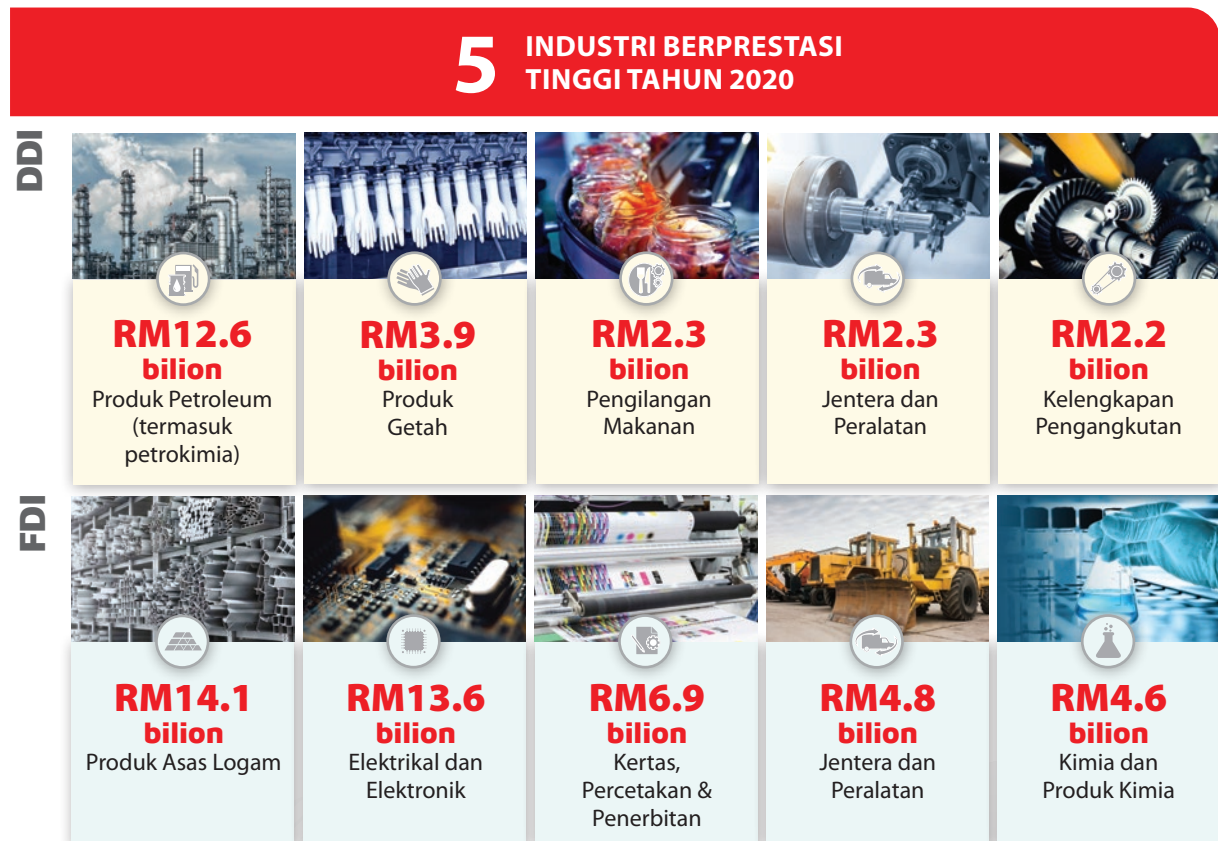 5
INDUSTRI BERPRESTASI
TINGGI TAHUN 2020
DDI
RM12.6
bilion
Produk Petroleum
(termasuk
petrokimia)
RM3.9
bilion
Produk
Getah
RM2.3
bilion
Pengilangan
Makanan
RM2.3
bilion
Jentera dan
Peralatan
RM2.2
bilion
Kelengkapan
Pengangkutan
FDI
RM14.1
bilion
Produk Asas Logam
RM13.6
bilion
Elektrikal dan
Elektronik
RM6.9
bilion
Kertas,
Percetakan &
Penerbitan
RM4.8
bilion
Jentera dan
Peralatan
RM4.6
bilion
Kimia dan
Produk Kimia